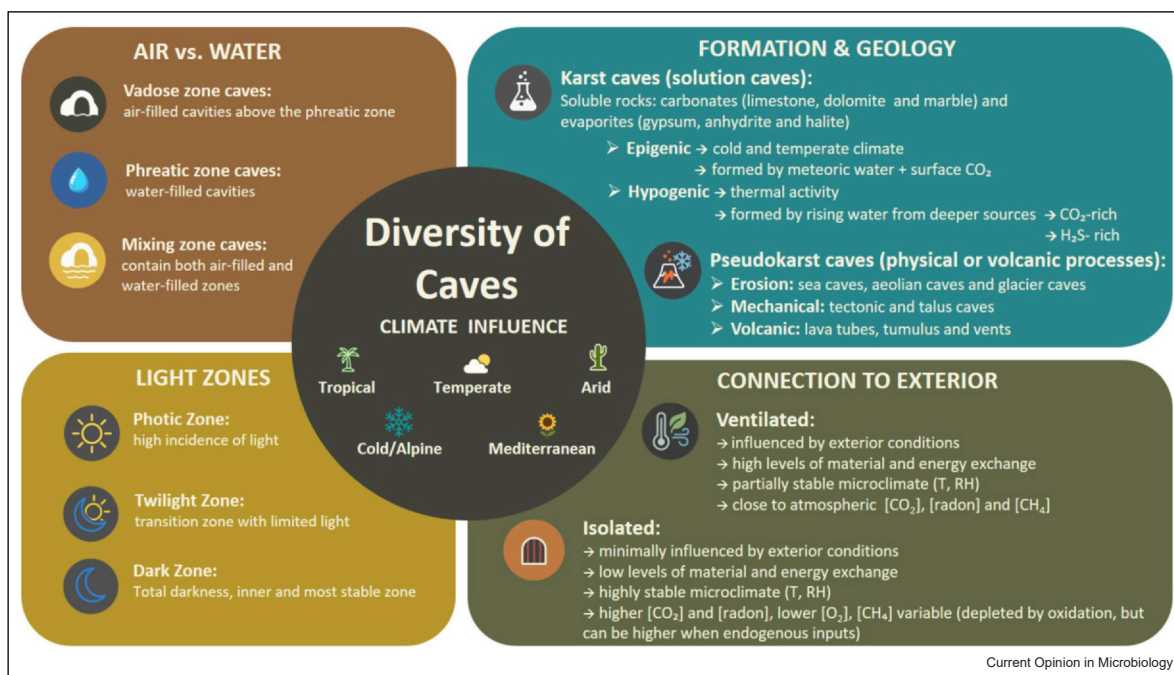 AIR vs. WATER
Vadose zone caves:
air-filled cavities above the phreatic zone
Phreatic zone caves:
water-filled cavities
Mixing zone caves:
contain both air-filled and
water-filled zones
FORMATION & GEOLOGY
Karst caves (solution caves):
Soluble rocks: carbonates (limestone, dolomite and marble) and
evaporites (gypsum, anhydrite and halite)
➢ Epigenic → cold and temperate climate
→ formed by meteoric water + surface CO₂
➢ Hypogenic → thermal activity
→ formed by rising water from deeper sources → CO₂-rich
→ H₂S- rich
Pseudokarst caves (physical or volcanic processes):
➢ Erosion: sea caves, aeolian caves and glacier caves
➢ Mechanical: tectonic and talus caves
➢ Volcanic: lava tubes, tumulus and vents
Diversity of
Caves
CLIMATE INFLUENCE
Tropical
Temperate
Arid
Cold/Alpine
Mediterranean
LIGHT ZONES
Photic Zone:
high incidence of light
Twilight Zone:
transition zone with limited light
Dark Zone:
Total darkness, inner and most stable zone
CONNECTION TO EXTERIOR
Ventilated:
→ influenced by exterior conditions
→ high levels of material and energy exchange
→ partially stable microclimate (T, RH)
→ close to atmospheric [CO₂], [radon] and [CH₄]
Isolated:
→ minimally influenced by exterior conditions
→ low levels of material and energy exchange
→ highly stable microclimate (T, RH)
→ higher [CO₂] and [radon], lower [O₂], [CH₄] variable (depleted by oxidation, but
can be higher when endogenous inputs)
Current Opinion in Microbiology